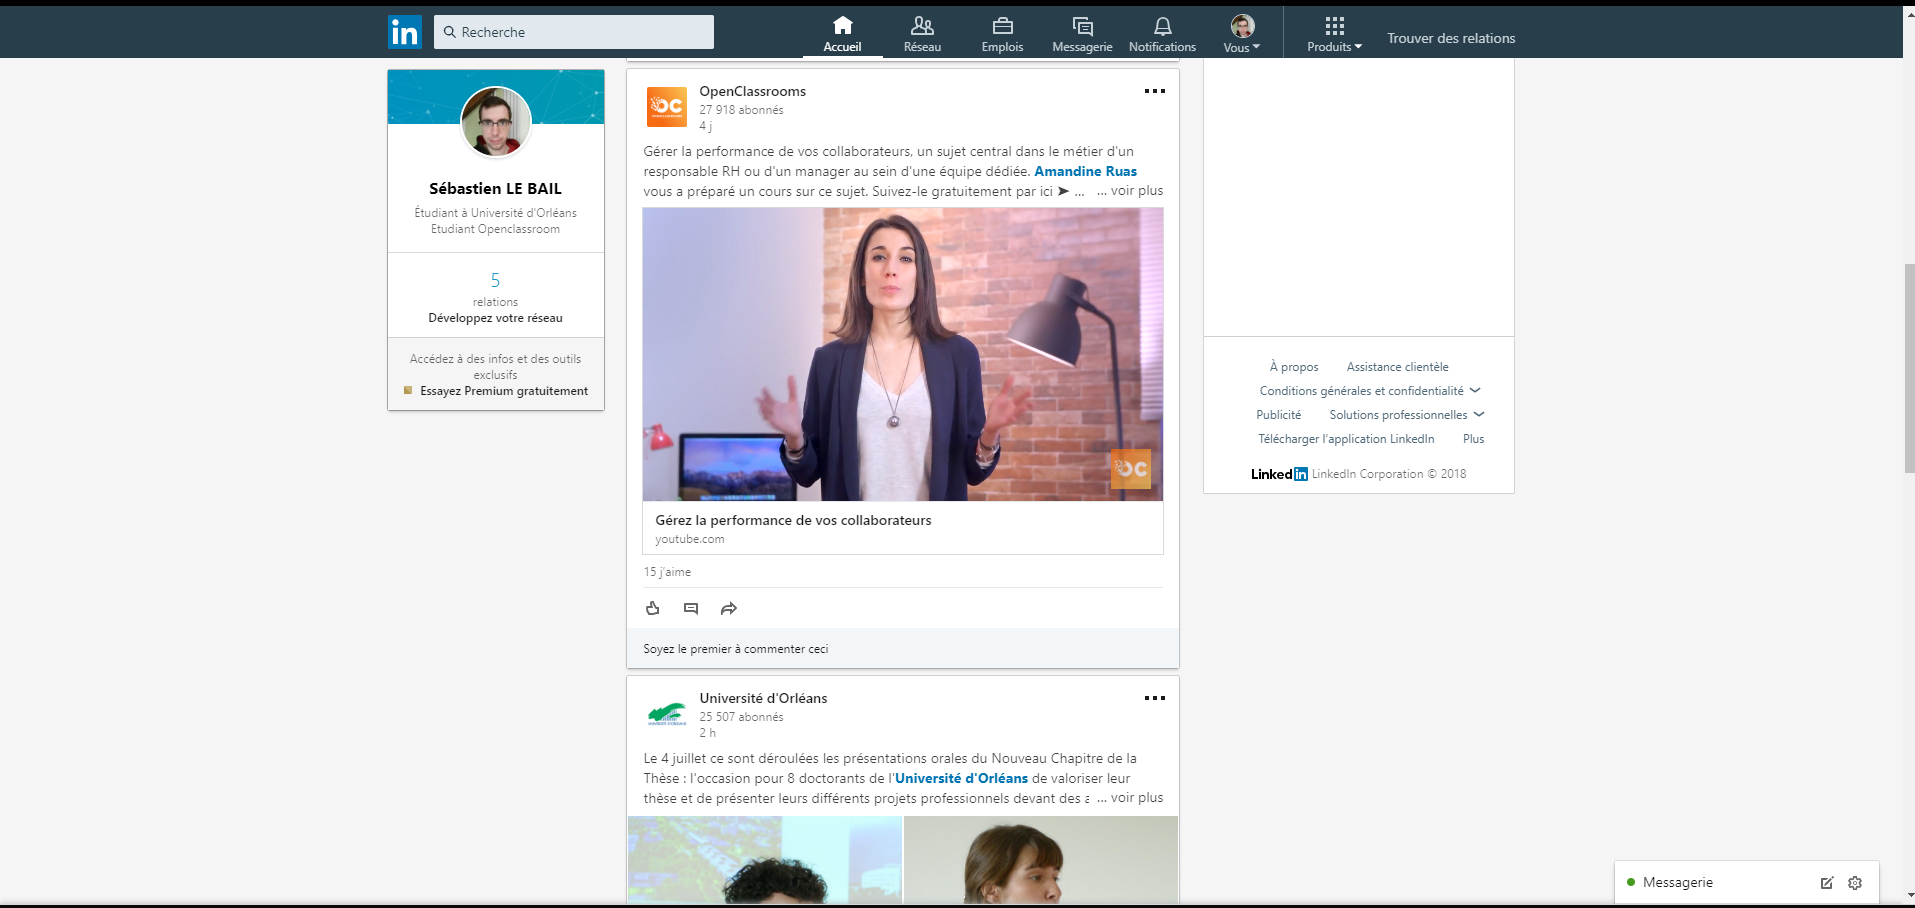 in
Recherche
Accueil
Réseau
Emplois
Messagerie
Notifications
Vous
Produits
Trouver des relations
Sébastien LE BAIL
Étudiant à Université d'Orléans
Etudiant Openclassroom
5
relations
Développez votre réseau
Accédez à des infos et des outils
exclusifs
Essayez Premium gratuitement
OC
OpenClassrooms
27 918 abonnés
4 j
Gérer la performance de vos collaborateurs, un sujet central dans le métier d'un
responsable RH ou d'un manager au sein d'une équipe dédiée. Amandine Ruas
vous a préparé un cours sur ce sujet. Suivez-le gratuitement par ici ➤ ... ... voir plus
OC
Gérez la performance de vos collaborateurs
youtube.com
15 j'aime
Soyez le premier à commenter ceci
Université d'Orléans
25 507 abonnés
2 h
Le 4 juillet ce sont déroulées les présentations orales du Nouveau Chapitre de la
Thèse : l'occasion pour 8 doctorants de l'Université d'Orléans de valoriser leur
thèse et de présenter leurs différents projets professionnels devant des ... voir plus
À propos
Assistance clientèle
Conditions générales et confidentialité
Publicité
Solutions professionnelles
Télécharger l'application LinkedIn
Plus
LinkedIn LinkedIn Corporation © 2018
Messagerie